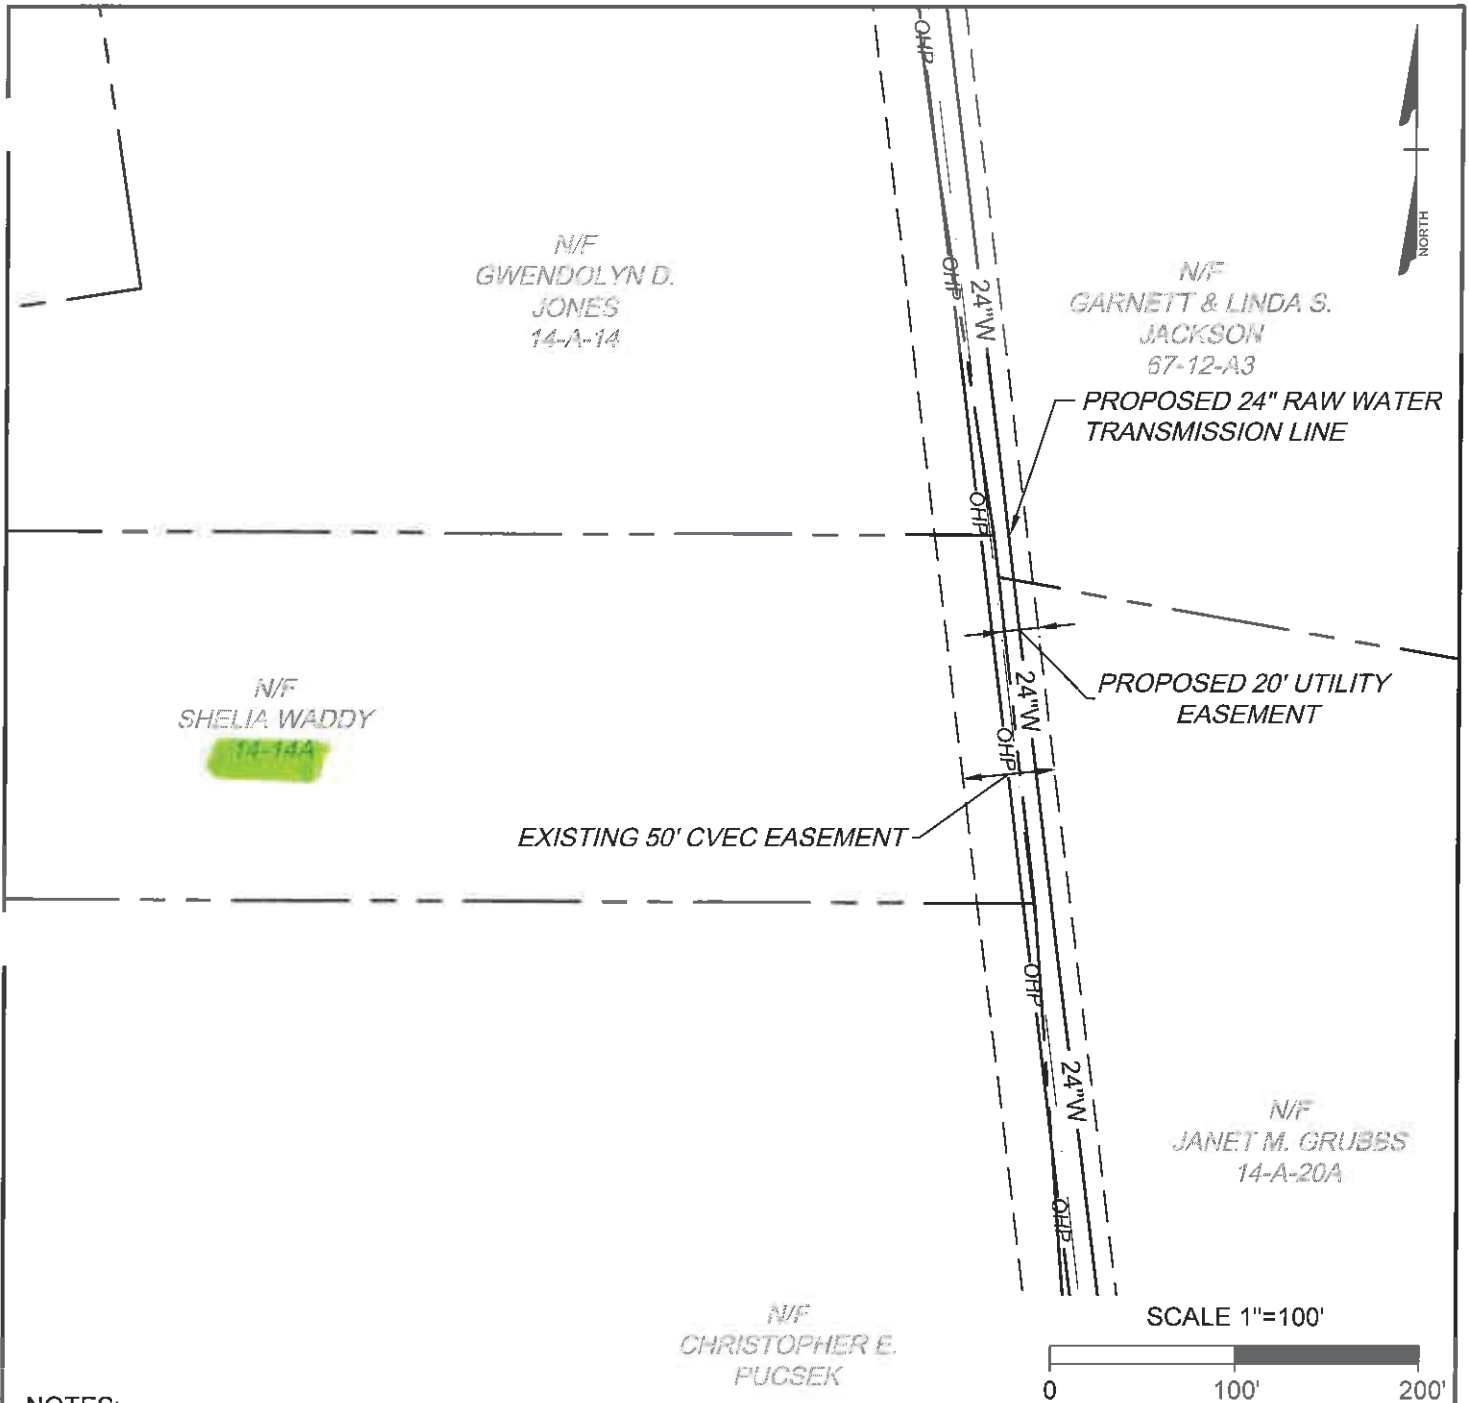 OHP
NORTH
N/F
GWENDOLYN D.
JONES
14-A-14
OHP
24"W
N/F
GARNETT & LINDA S.
JACKSON
67-12-A3
PROPOSED 24" RAW WATER
TRANSMISSION LINE
OHP
N/F
SHELIA WADDY
14-14A
24"W
PROPOSED 20' UTILITY
EASEMENT
OHP
EXISTING 50' CVEC EASEMENT
OHP
24"W
N/F
JANET M. GRUBBS
14-A-20A
OHP
N/F
CHRISTOPHER E.
PUCSEK
SCALE 1"=100'
0 100' 200'
NOTES: